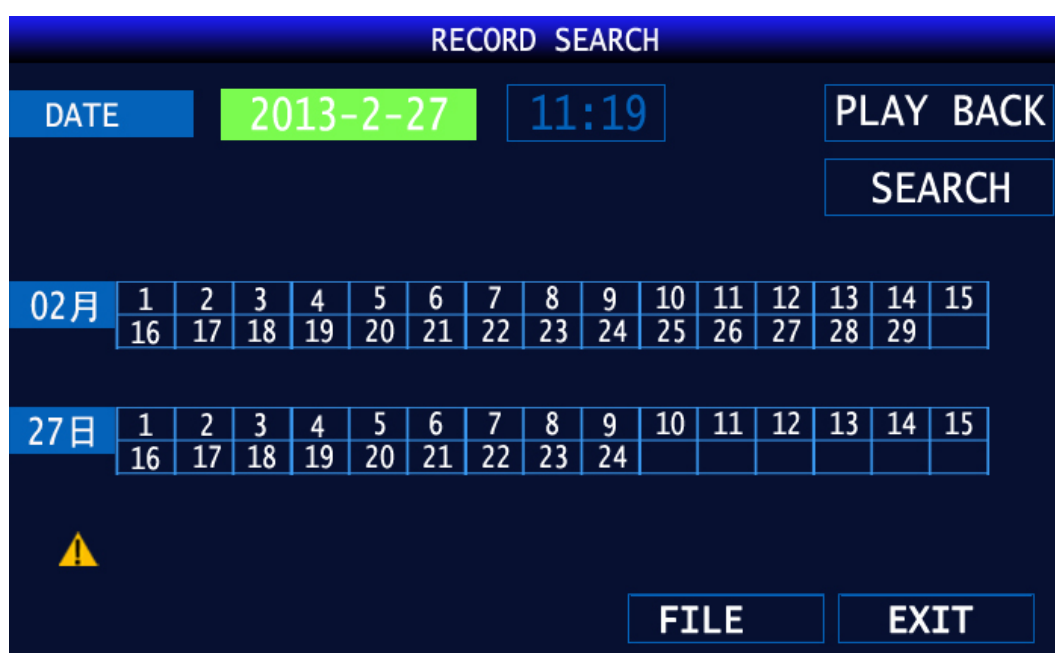 RECORD SEARCH
DATE 2013-2-27 11:19 PLAY BACK
SEARCH
02月 1 2 3 4 5 6 7 8 9 10 11 12 13 14 15
16 17 18 19 20 21 22 23 24 25 26 27 28 29
27日 1 2 3 4 5 6 7 8 9 10 11 12 13 14 15
16 17 18 19 20 21 22 23 24
FILE EXIT